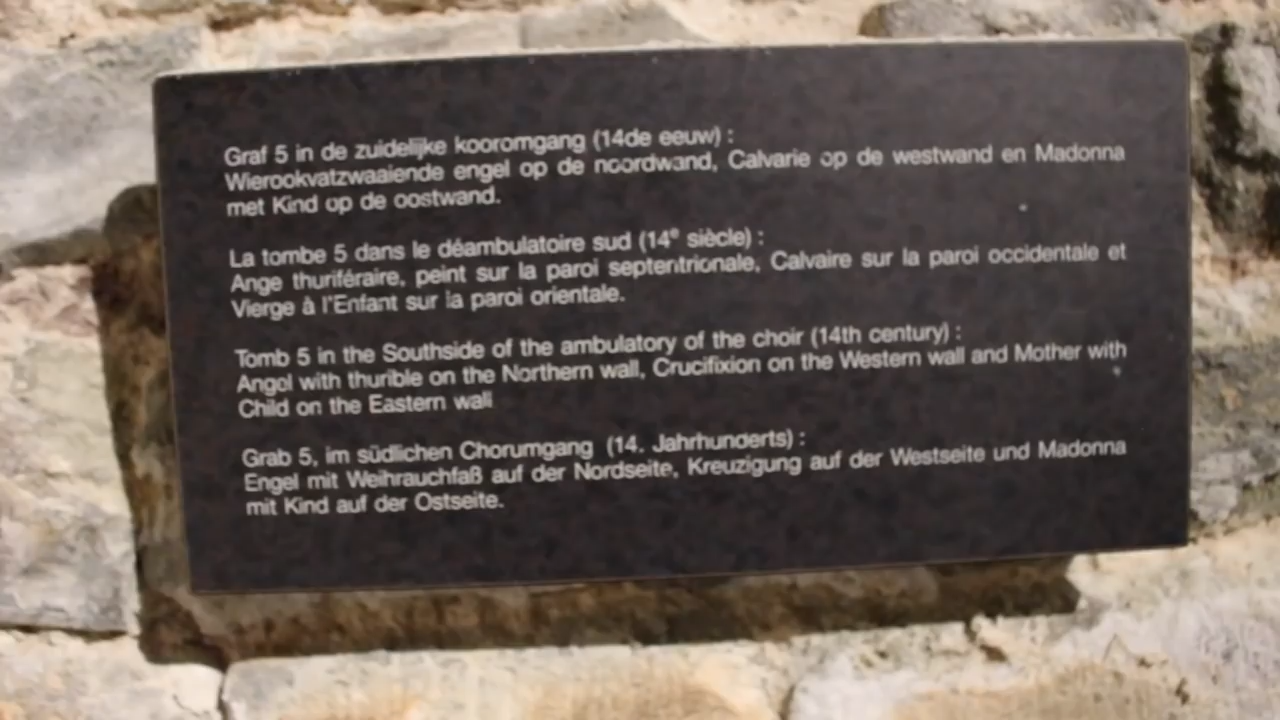 Graf 5 in de zuidelijke kooromgang (14de eeuw) :
Wierookvatzwaaiende engel op de noordwand, Calvarie op de westwand en Madonna
met Kind op de oostwand.
La tombe 5 dans le déambulatoire sud (14e siècle) :
Ange thuriféraire, peint sur la paroi septentrionale, Calvaire sur la paroi occidentale et
Vierge à l'Enfant sur la paroi orientale.
Tomb 5 in the Southside of the ambulatory of the choir (14th century) :
Angel with thurible on the Northern wall, Crucifixion on the Western wall and Mother with
Child on the Eastern wall
Grab 5, im südlichen Chorumgang (14. Jahrhunderts) :
Engel mit Weihrauchfaß auf der Nordseite, Kreuzigung auf der Westseite und Madonna
mit Kind auf der Ostseite.